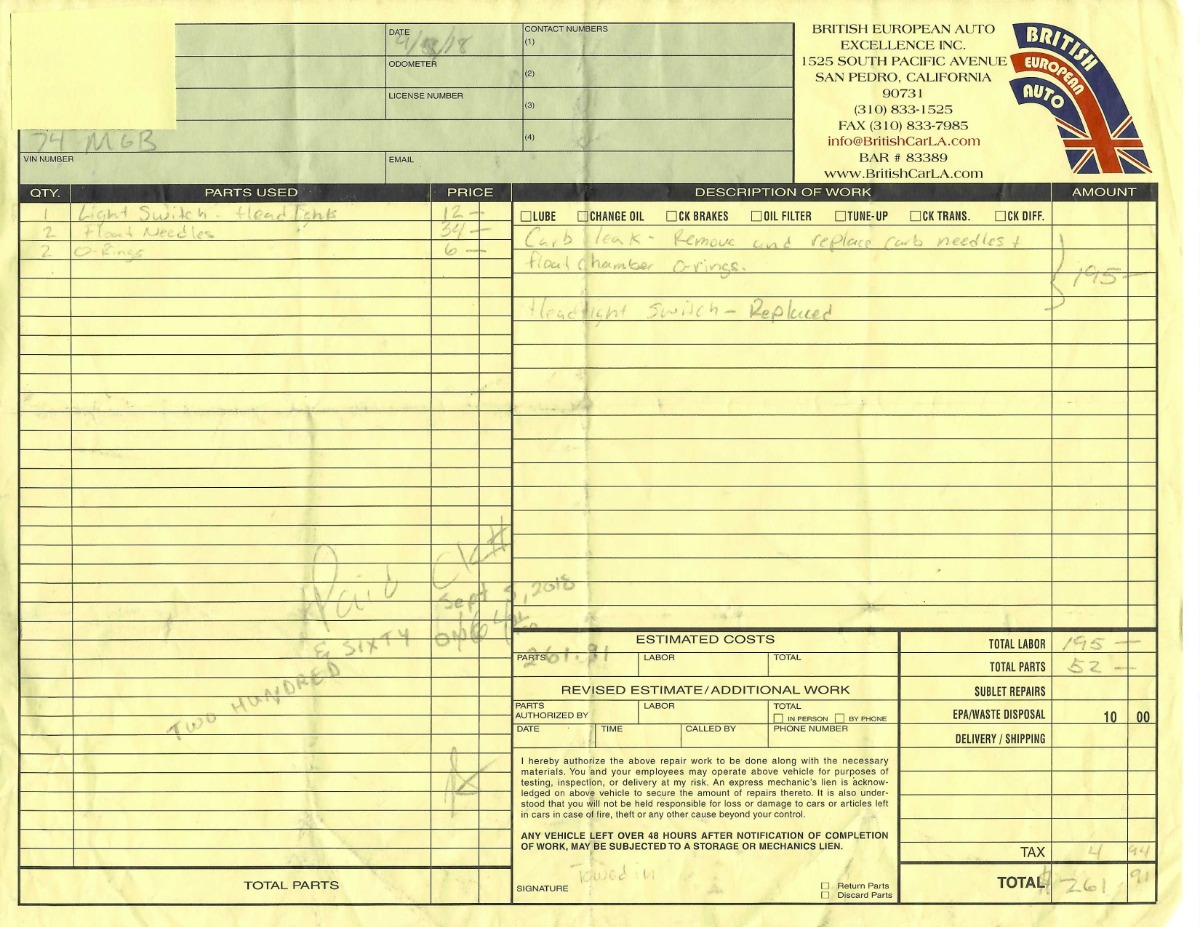 DATE
CONTACT NUMBERS
(1)
ODOMETER
(2)
LICENSE NUMBER
(3)
(4)
74 MGB
VIN NUMBER
EMAIL
BRITISH EUROPEAN AUTO
EXCELLENCE INC.
1525 SOUTH PACIFIC AVENUE
SAN PEDRO, CALIFORNIA
90731
(310) 833-1525
FAX (310) 833-7985
info@BritishCarLA.com
BAR # 83389
www.BritishCarLA.com
BRITISH
EUROPEAN
AUTO
QTY. PARTS USED PRICE
1 Light Switch - Headlights 12 —
2 Float Needles 34 —
2 O-Rings 6 —
DESCRIPTION OF WORK AMOUNT
LUBE CHANGE OIL CK BRAKES OIL FILTER TUNE-UP CK TRANS. CK DIFF.
Carb leak - Remove and replace carb needles +
float chamber O-rings. 195 —
Headlight Switch - Replaced
Paid CK#
Sept 5, 2018
& SIXTY
TWO HUNDRED
261.91
TOTAL PARTS
ESTIMATED COSTS
PARTS LABOR TOTAL
REVISED ESTIMATE/ADDITIONAL WORK
PARTS LABOR TOTAL
AUTHORIZED BY IN PERSON BY PHONE
DATE TIME CALLED BY PHONE NUMBER
I hereby authorize the above repair work to be done along with the necessary
materials. You and your employees may operate above vehicle for purposes of
testing, inspection, or delivery at my risk. An express mechanic's lien is acknow-
ledged on above vehicle to secure the amount of repairs thereto. It is also under-
stood that you will not be held responsible for loss or damage to cars or articles left
in cars in case of fire, theft or any other cause beyond your control.
ANY VEHICLE LEFT OVER 48 HOURS AFTER NOTIFICATION OF COMPLETION
OF WORK, MAY BE SUBJECTED TO A STORAGE OR MECHANICS LIEN.
Towed in
SIGNATURE
Return Parts
Discard Parts
TOTAL LABOR 195 —
TOTAL PARTS 52 —
SUBLET REPAIRS
EPA/WASTE DISPOSAL 10 00
DELIVERY / SHIPPING
TAX 4 94
TOTAL $261 91